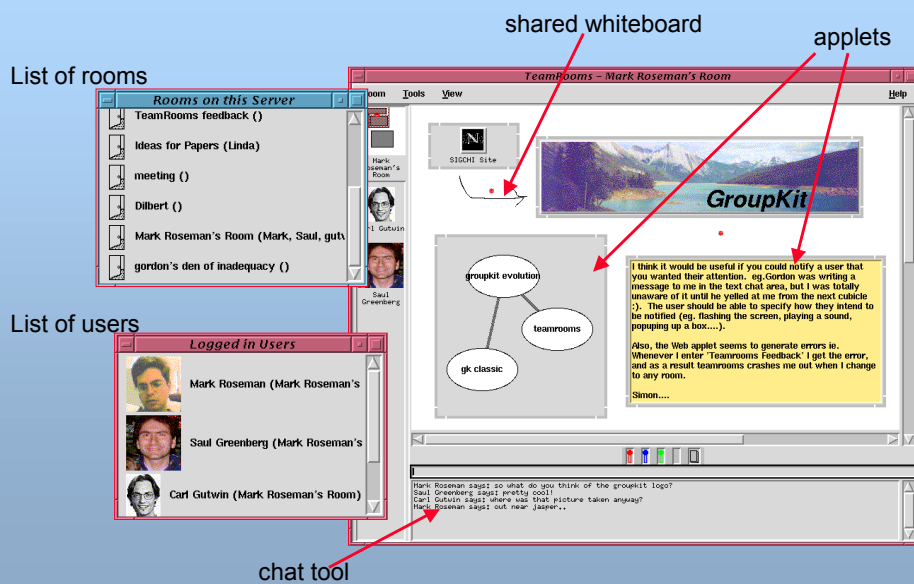 shared whiteboard
applets
List of rooms
Rooms on this Server
TeamRooms feedback ()
Ideas for Papers (Linda)
meeting ()
Dilbert ()
Mark Roseman's Room (Mark, Saul, gutw
gordon's den of inadequacy ()
List of users
Logged in Users
Mark Roseman (Mark Roseman's
Saul Greenberg (Mark Roseman's
Carl Gutwin (Mark Roseman's Room)
TeamRooms – Mark Roseman's Room
oom Tools View Help
Mark
oseman's
Room
rl Gutwin
Saul
Greenberg
N
SIGCHI Site
GroupKit
groupkit evolution
teamrooms
gk classic
I think it would be useful if you could notify a user that
you wanted their attention. eg.Gordon was writing a
message to me in the text chat area, but I was totally
unaware of it until he yelled at me from the next cubicle
:). The user should be able to specify how they intend to
be notified (eg. flashing the screen, playing a sound,
popuping up a box....).
Also, the Web applet seems to generate errors ie.
Whenever I enter 'Teamrooms Feedback' I get the error,
and as a result teamrooms crashes me out when I change
to any room.
Simon....
Mark Roseman says: so what do you think of the groupkit logo?
Saul Greenberg says: pretty cool!
Carl Gutwin says: where was that picture taken anyway?
Mark Roseman says: out near jasper..
chat tool